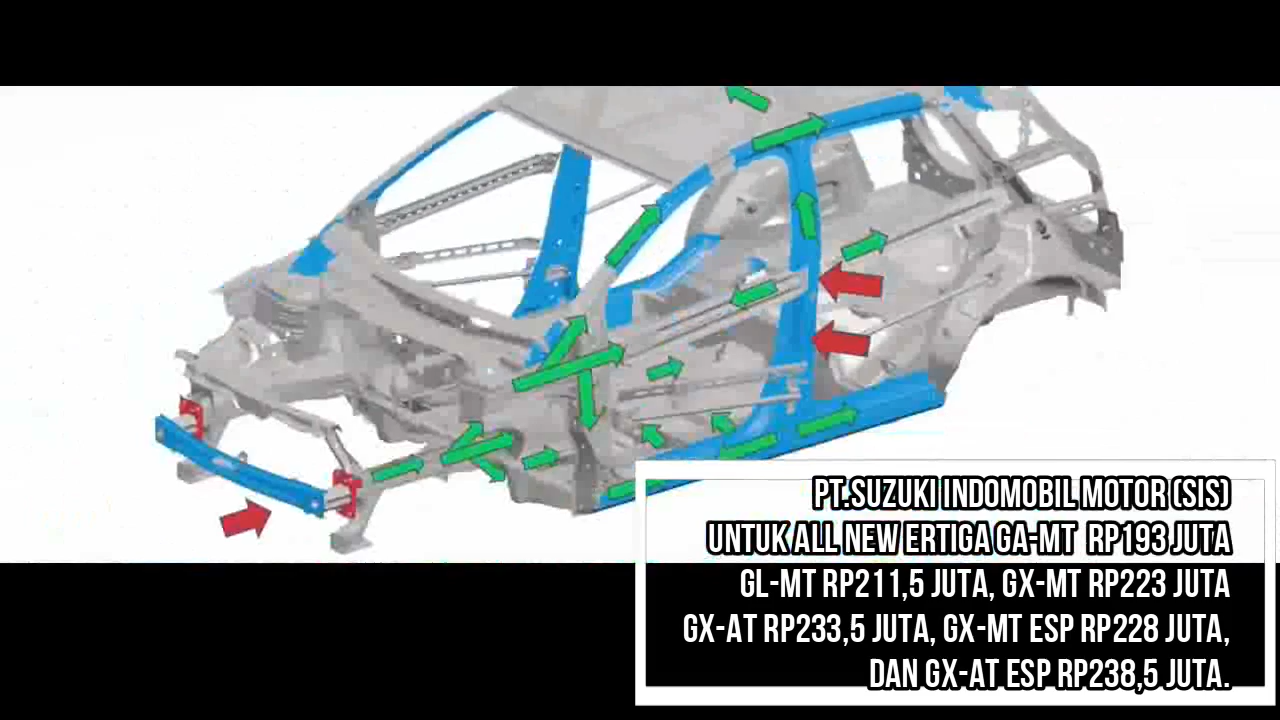 PT.SUZUKI INDOMOBIL MOTOR (SIS)
UNTUK ALL NEW ERTIGA GA-MT RP193 JUTA
GL-MT RP211,5 JUTA, GX-MT RP223 JUTA
GX-AT RP233,5 JUTA, GX-MT ESP RP228 JUTA,
DAN GX-AT ESP RP238,5 JUTA.